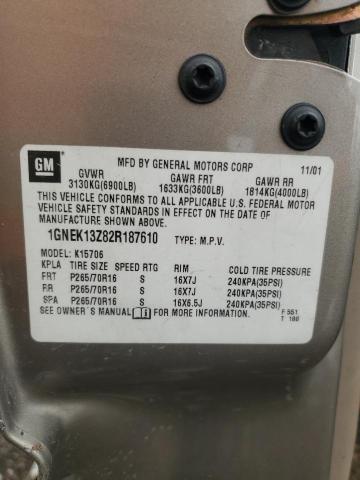 GM
MFD BY GENERAL MOTORS CORP 11/01
GVWR GAWR FRT GAWR RR
3130KG(6900LB) 1633KG(3600LB) 1814KG(4000LB)
THIS VEHICLE CONFORMS TO ALL APPLICABLE U.S. FEDERAL MOTOR
VEHICLE SAFETY STANDARDS IN EFFECT ON THE DATE OF
MANUFACTURE SHOWN ABOVE.
1GNEK13Z82R187610 TYPE: M.P.V.
MODEL: K15706
KPLA TIRE SIZE SPEED RTG RIM COLD TIRE PRESSURE
FRT P265/70R16 S 16X7J 240KPA(35PSI)
RR P265/70R16 S 16X7J 240KPA(35PSI)
SPA P265/70R16 S 16X6.5J 240KPA(35PSI)
SEE OWNER'S MANUAL FOR MORE INFORMATION.
F 551
T 186